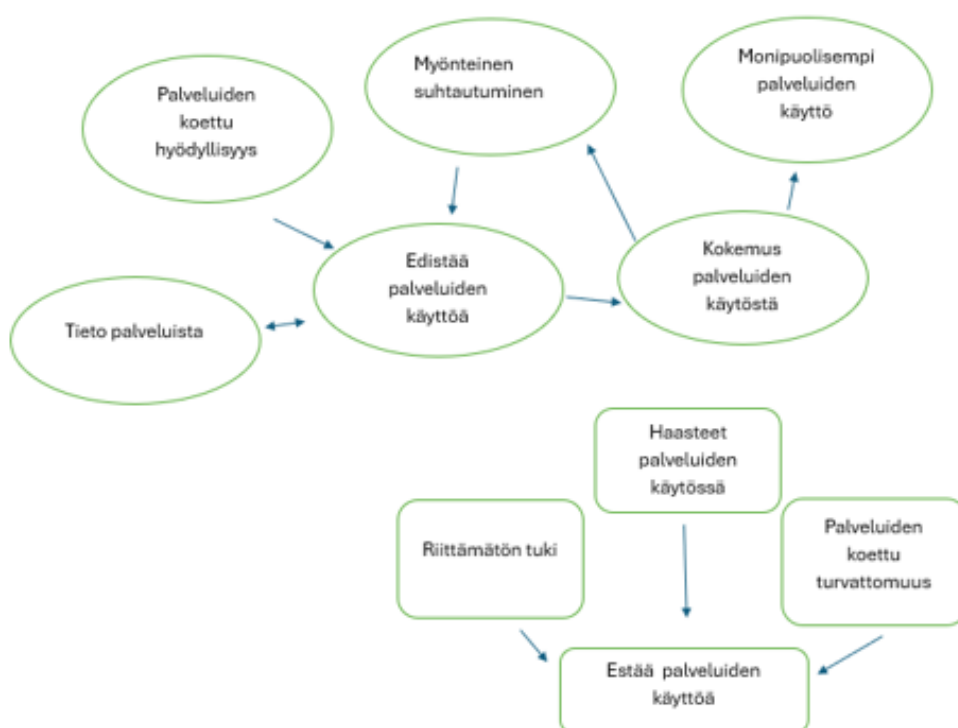 Palveluiden
koettu
hyödyllisyys
Myönteinen
suhtautuminen
Monipuolisempi
palveluiden
käyttö
Edistää
palveluiden
käyttöä
Kokemus
palveluiden
käytöstä
Tieto palveluista
Haasteet
palveluiden
käytössä
Riittämätön tuki
Palveluiden
koettu
turvattomuus
Estää palveluiden
käyttöä